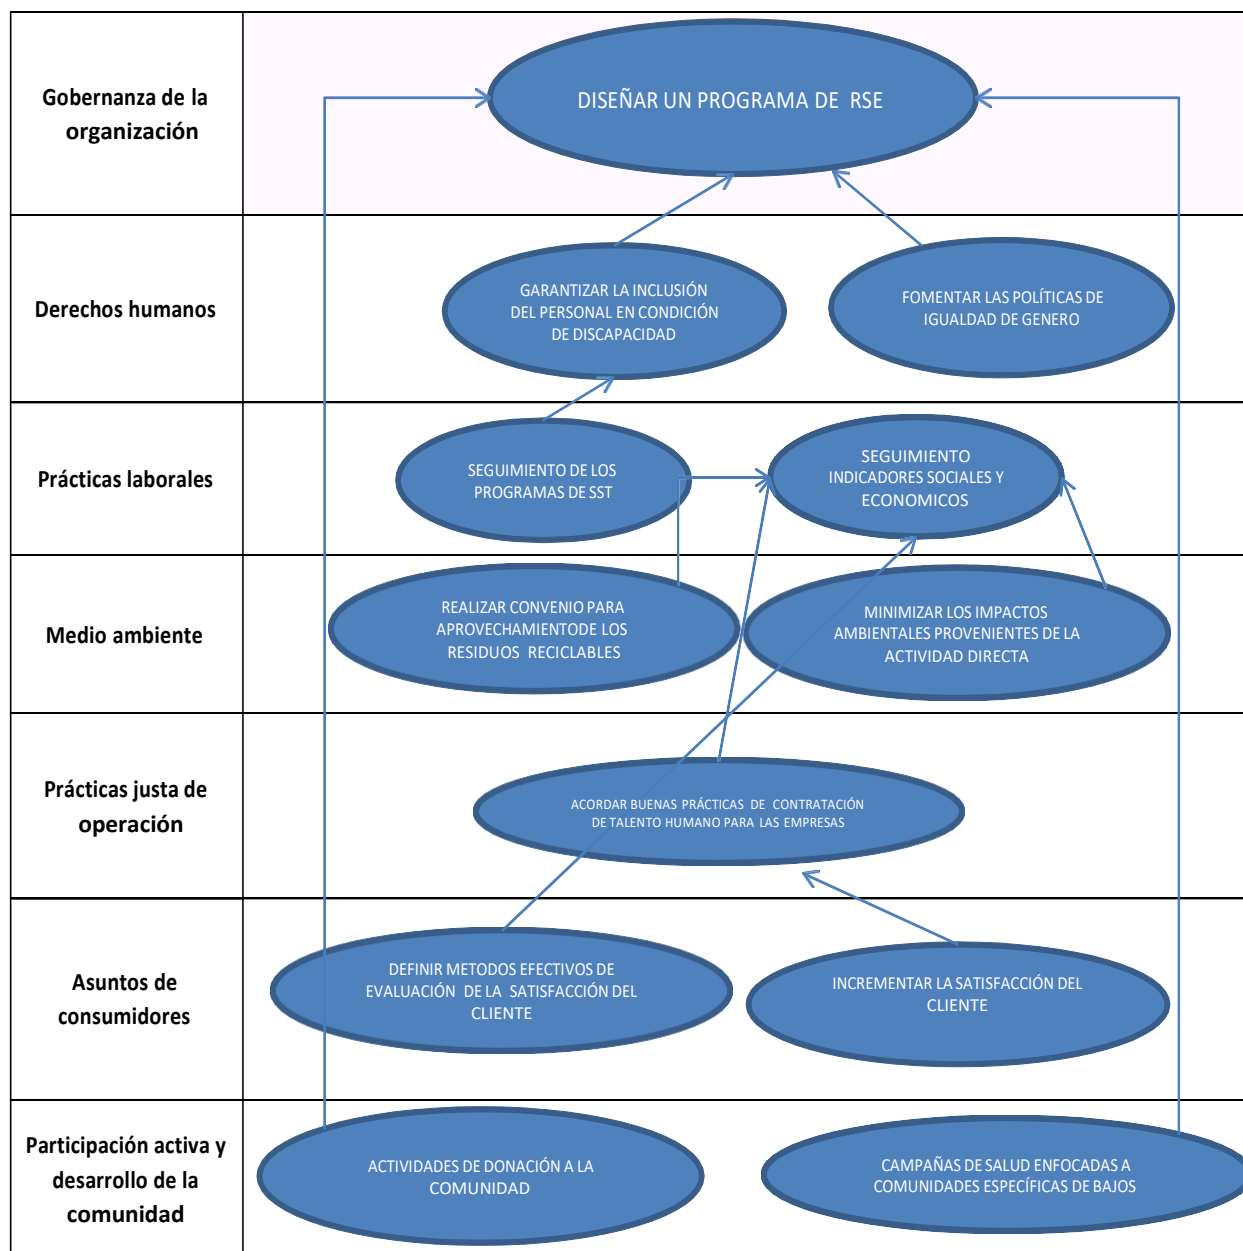 Gobernanza de la
organización
DISEÑAR UN PROGRAMA DE RSE
Derechos humanos
GARANTIZAR LA INCLUSIÓN
DEL PERSONAL EN CONDICIÓN
DE DISCAPACIDAD
FOMENTAR LAS POLÍTICAS DE
IGUALDAD DE GENERO
Prácticas laborales
SEGUIMIENTO DE LOS
PROGRAMAS DE SST
SEGUIMIENTO
INDICADORES SOCIALES Y
ECONOMICOS
Medio ambiente
REALIZAR CONVENIO PARA
APROVECHAMIENTODE LOS
RESIDUOS RECICLABLES
MINIMIZAR LOS IMPACTOS
AMBIENTALES PROVENIENTES DE LA
ACTIVIDAD DIRECTA
Prácticas justa de
operación
ACORDAR BUENAS PRÁCTICAS DE CONTRATACIÓN
DE TALENTO HUMANO PARA LAS EMPRESAS
Asuntos de
consumidores
DEFINIR METODOS EFECTIVOS DE
EVALUACIÓN DE LA SATISFACCIÓN DEL
CLIENTE
INCREMENTAR LA SATISFACCIÓN DEL
CLIENTE
Participación activa y
desarrollo de la
comunidad
ACTIVIDADES DE DONACIÓN A LA
COMUNIDAD
CAMPAÑAS DE SALUD ENFOCADAS A
COMUNIDADES ESPECÍFICAS DE BAJOS